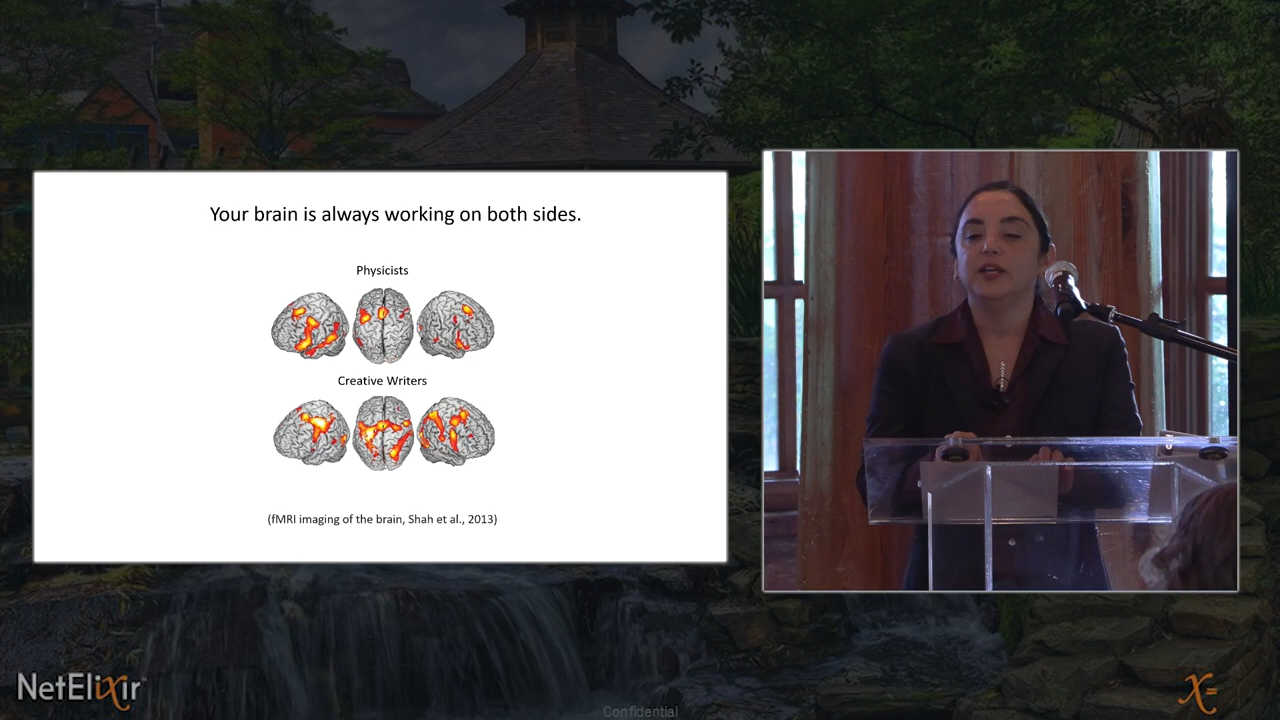 Your brain is always working on both sides.
Physicists
Creative Writers
(fMRI imaging of the brain, Shah et al., 2013)
NetElixir
X=
Confidential